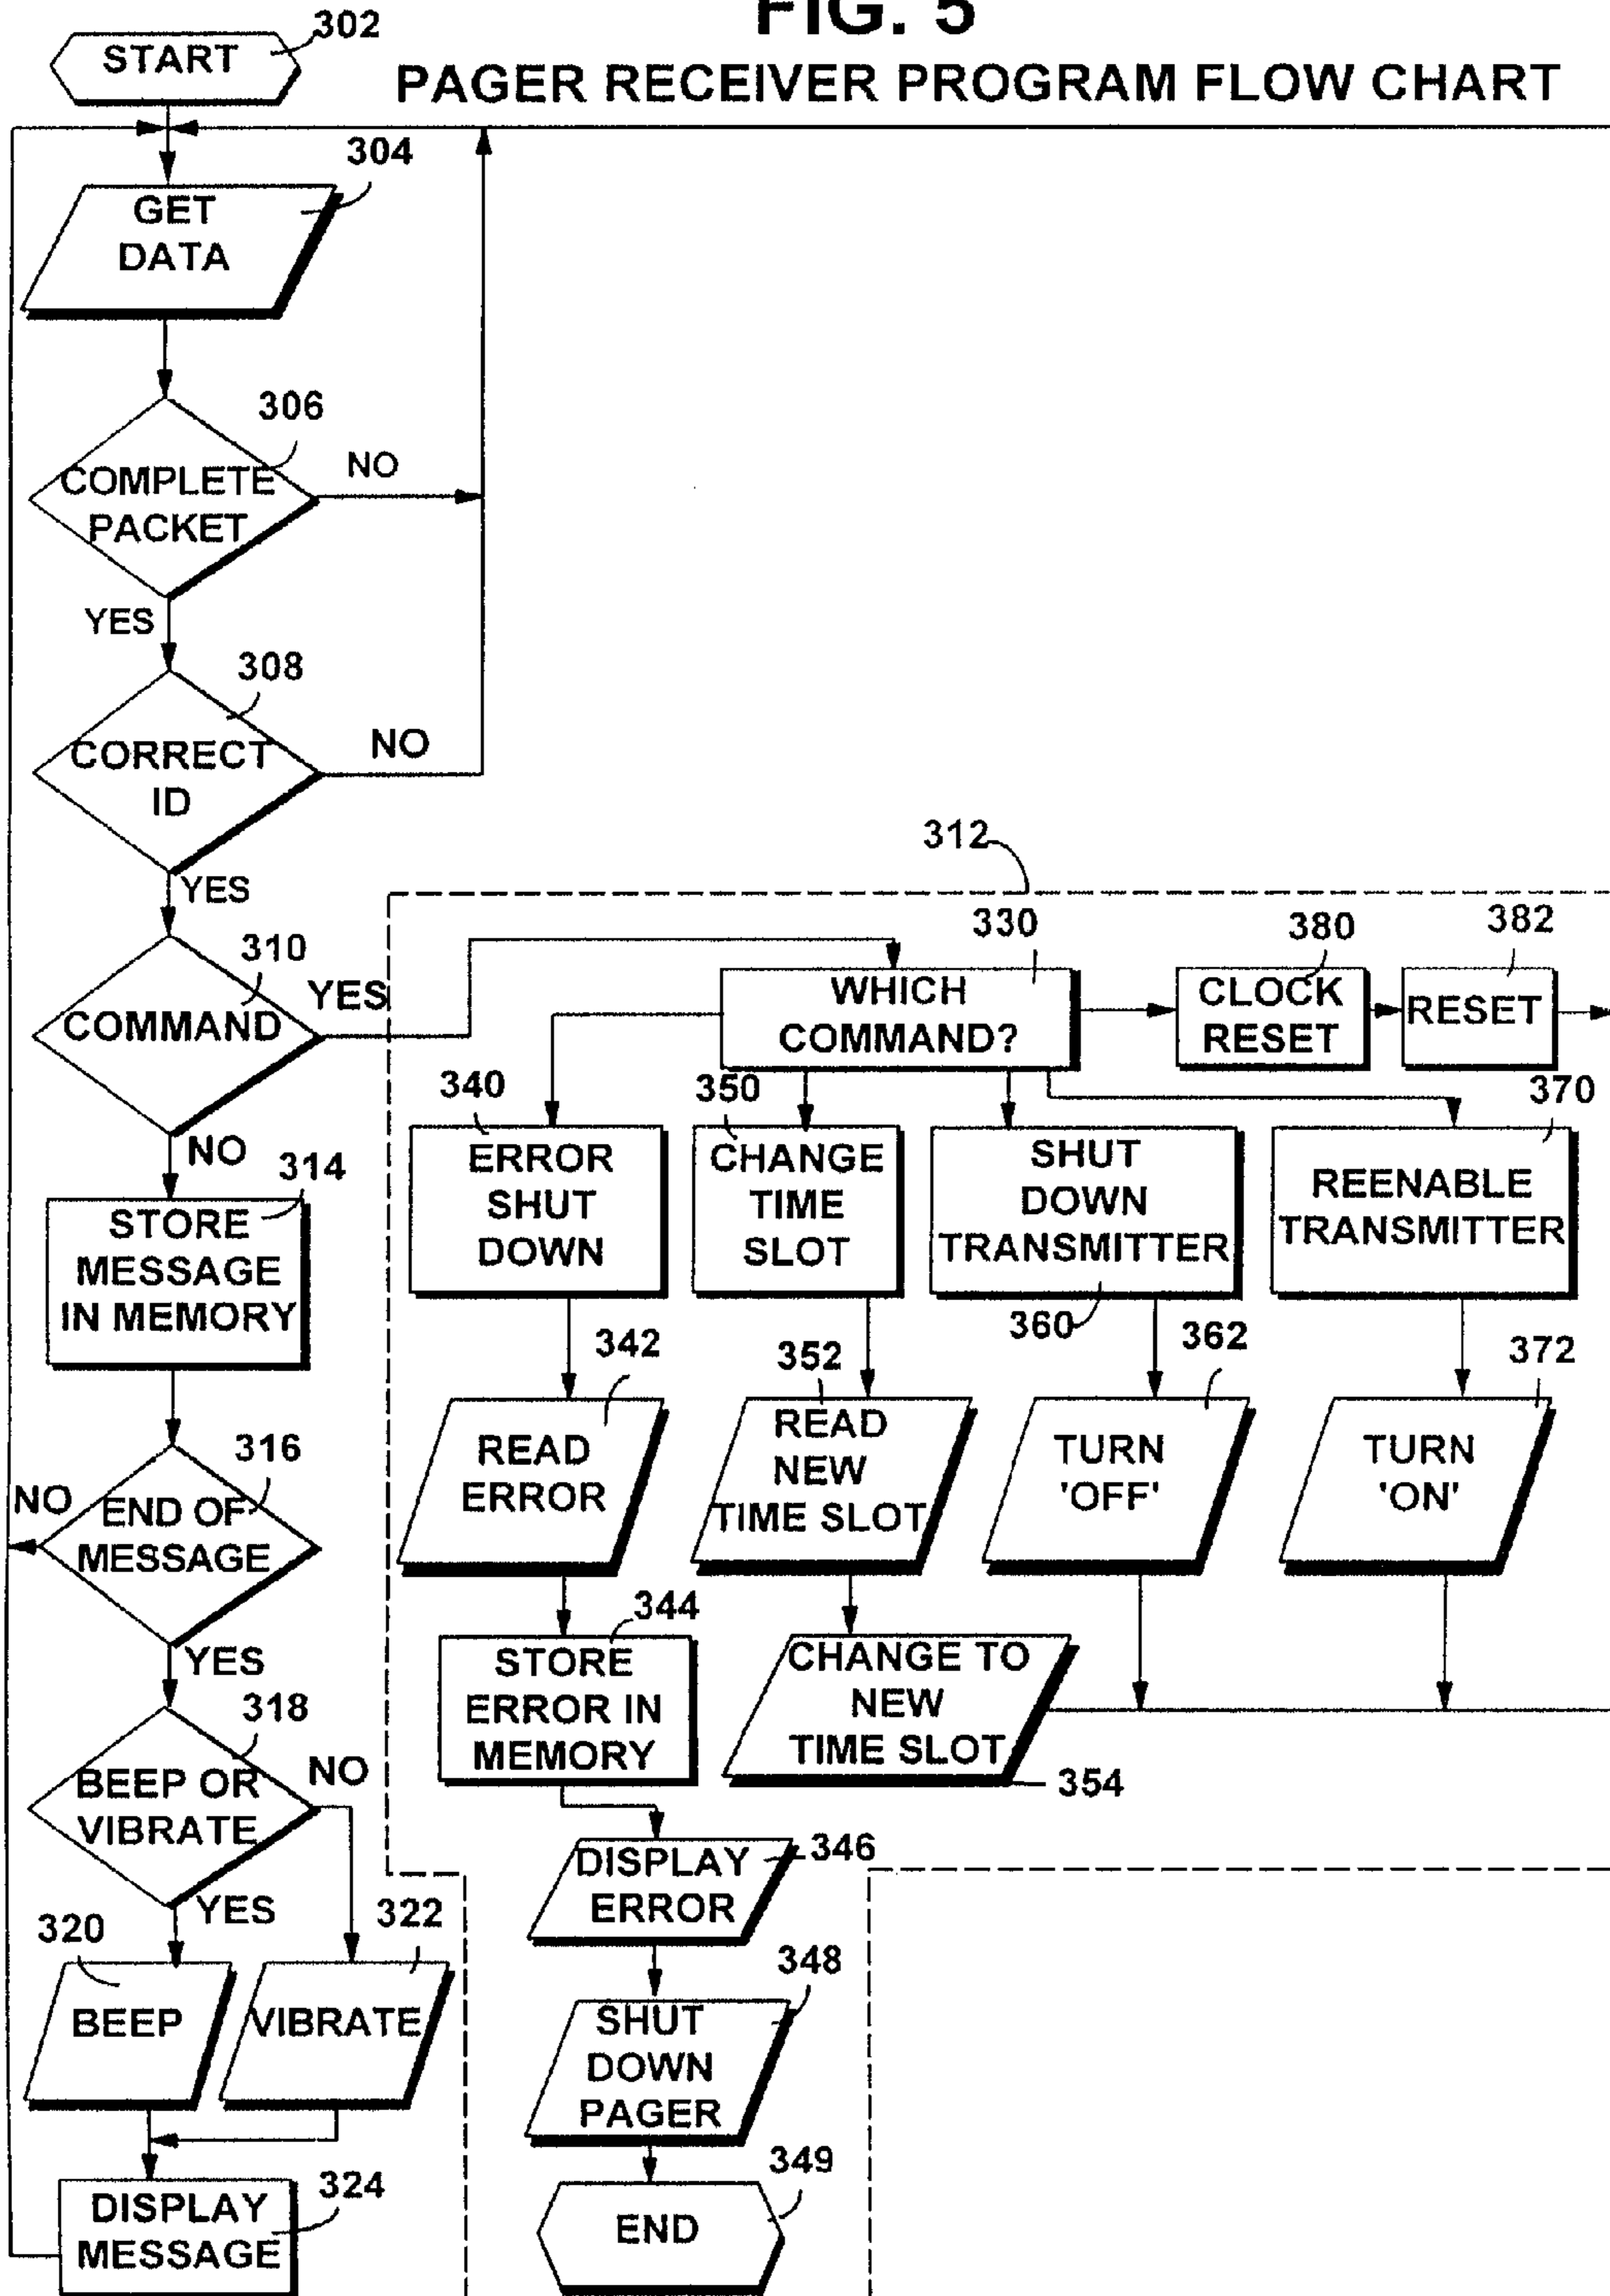 FIG. 5
PAGER RECEIVER PROGRAM FLOW CHART
START
302
304
GET
DATA
306
COMPLETE
PACKET
NO
YES
308
CORRECT
ID
NO
YES
310
COMMAND
YES
NO
312
330
WHICH
COMMAND?
380
CLOCK
RESET
382
RESET
314
STORE
MESSAGE
IN MEMORY
340
ERROR
SHUT
DOWN
350
CHANGE
TIME
SLOT
SHUT
DOWN
TRANSMITTER
360
370
REENABLE
TRANSMITTER
342
READ
ERROR
352
READ
NEW
TIME SLOT
362
TURN
'OFF'
372
TURN
'ON'
316
END OF
MESSAGE
NO
YES
344
STORE
ERROR IN
MEMORY
CHANGE TO
NEW
TIME SLOT
354
318
BEEP OR
VIBRATE
NO
YES
346
DISPLAY
ERROR
320
BEEP
322
VIBRATE
348
SHUT
DOWN
PAGER
324
DISPLAY
MESSAGE
349
END